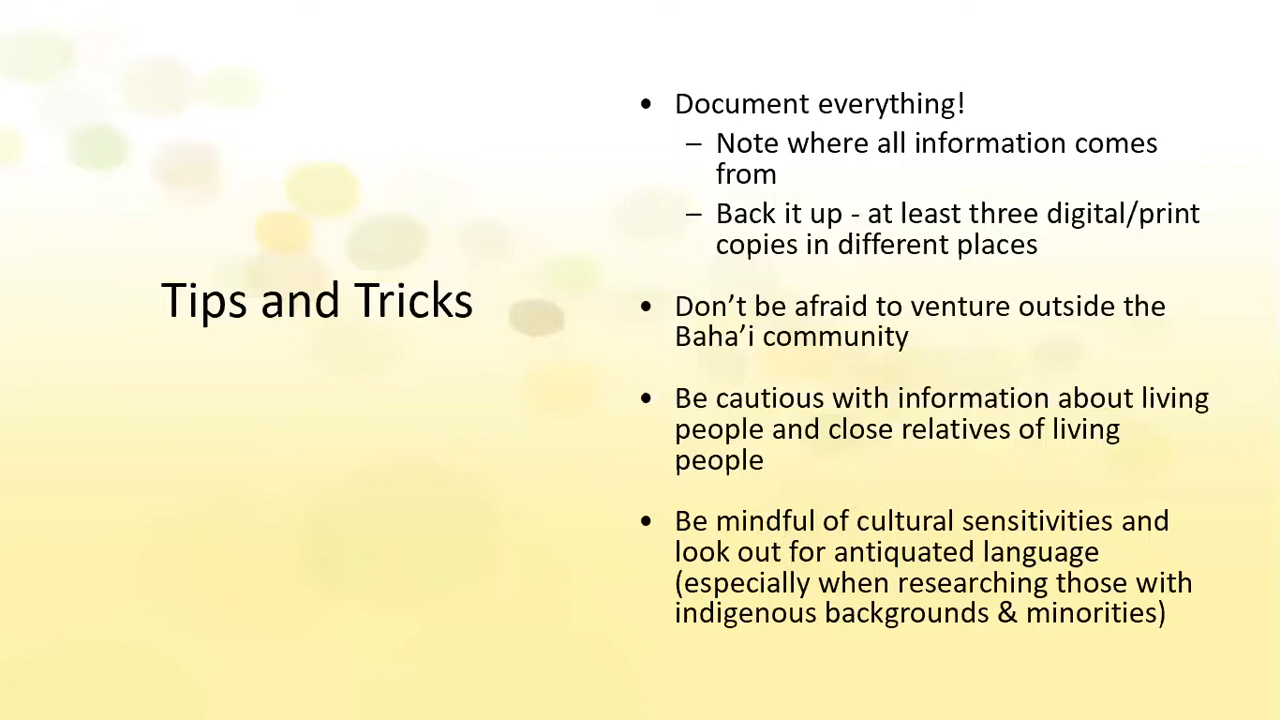 Tips and Tricks
• Document everything!
– Note where all information comes
from
– Back it up - at least three digital/print
copies in different places
• Don’t be afraid to venture outside the
Baha’i community
• Be cautious with information about living
people and close relatives of living
people
• Be mindful of cultural sensitivities and
look out for antiquated language
(especially when researching those with
indigenous backgrounds & minorities)